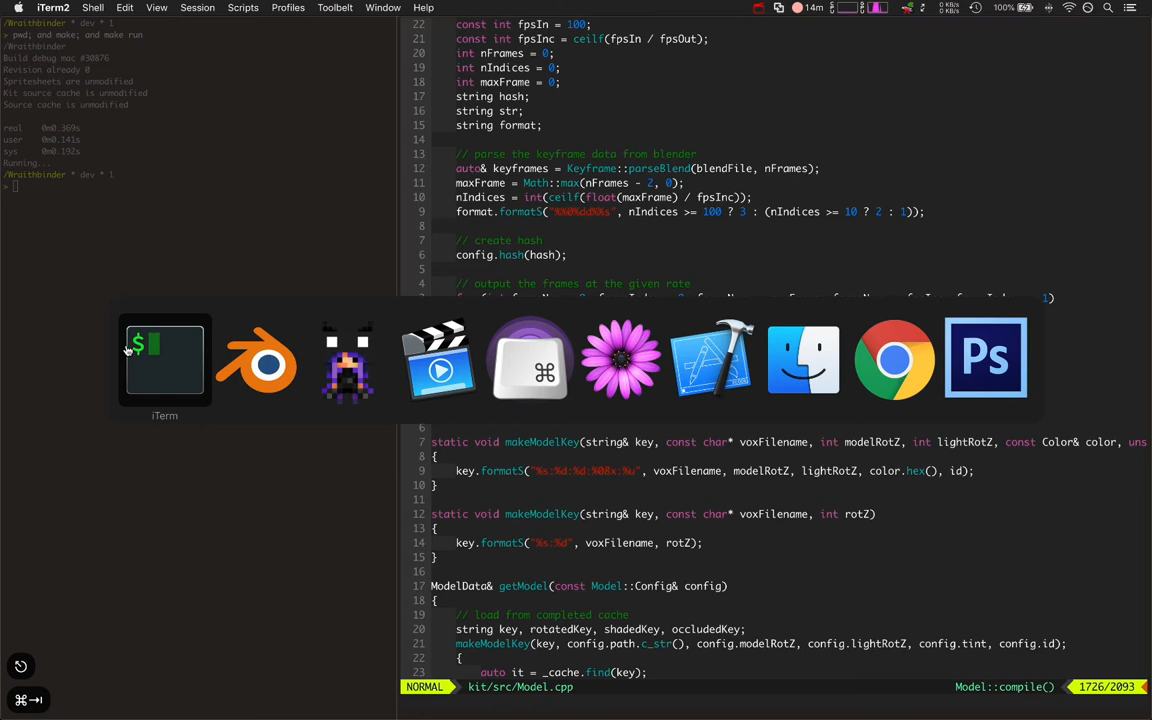 iTerm2 Shell Edit View Session Scripts Profiles Toolbelt Window Help 14m 0 KB/s 0 KB/s 100%
/Wraithbinder * dev * 1
> pwd; and make; and make run
/Wraithbinder
Build debug mac #30876
Revision already 0
Spritesheets are unmodified
Kit source cache is unmodified
Source cache is unmodified
real 0m0.369s
user 0m0.141s
sys 0m0.192s
Running...
/Wraithbinder * dev * 1
>
22 const int fpsIn = 100;
21 const int fpsInc = ceilf(fpsIn / fpsOut);
20 int nFrames = 0;
19 int nIndices = 0;
18 int maxFrame = 0;
17 string hash;
16 string str;
15 string format;
14
13 // parse the keyframe data from blender
12 auto& keyframes = Keyframe::parseBlend(blendFile, nFrames);
11 maxFrame = Math::max(nFrames - 2, 0);
10 nIndices = int(ceilf(float(maxFrame) / fpsInc));
9 format.formatS("%%0%dd%%s", nIndices >= 100 ? 3 : (nIndices >= 10 ? 2 : 1));
8
7 // create hash
6 config.hash(hash);
5
4 // output the frames at the given rate
$
iTerm
⌘
Ps
6
7 static void makeModelKey(string& key, const char* voxFilename, int modelRotZ, int lightRotZ, const Color& color, uns
8 {
9 key.formatS("%s:%d:%d:%08x:%u", voxFilename, modelRotZ, lightRotZ, color.hex(), id);
10 }
11
12 static void makeModelKey(string& key, const char* voxFilename, int rotZ)
13 {
14 key.formatS("%s:%d", voxFilename, rotZ);
15 }
16
17 ModelData& getModel(const Model::Config& config)
18 {
19 // load from completed cache
20 string key, rotatedKey, shadedKey, occludedKey;
21 makeModelKey(key, config.path.c_str(), config.modelRotZ, config.lightRotZ, config.tint, config.id);
22 {
23 auto it = _cache.find(key);
⌘⇥
NORMAL kit/src/Model.cpp Model::compile() 1726/2093